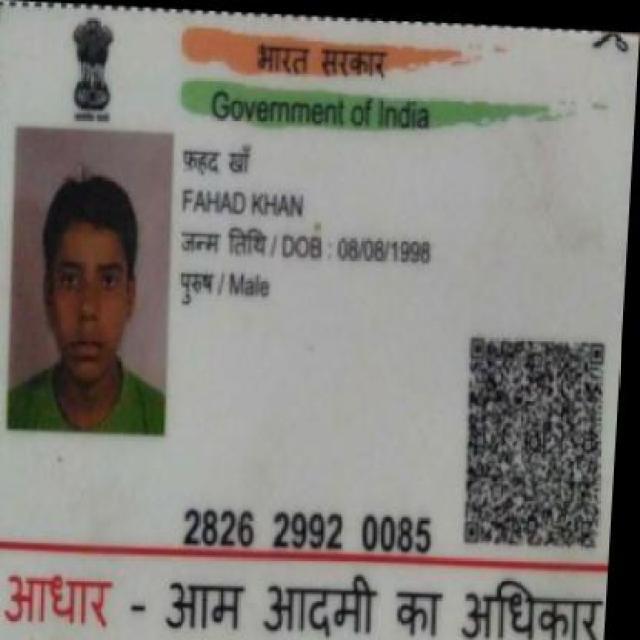 भारत सरकार
Government of India
फ़हद खाँ
FAHAD KHAN
जन्म तिथि / DOB : 08/08/1998
पुरुष / Male
2826 2992 0085
आधार - आम आदमी का अधिकार